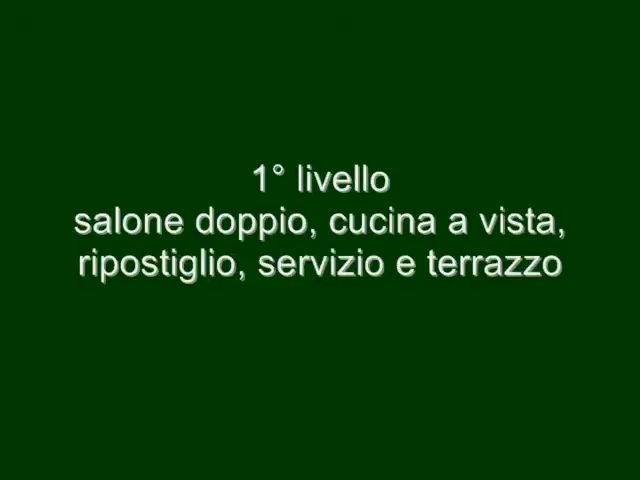 1° livello
salone doppio, cucina a vista,
ripostiglio, servizio e terrazzo